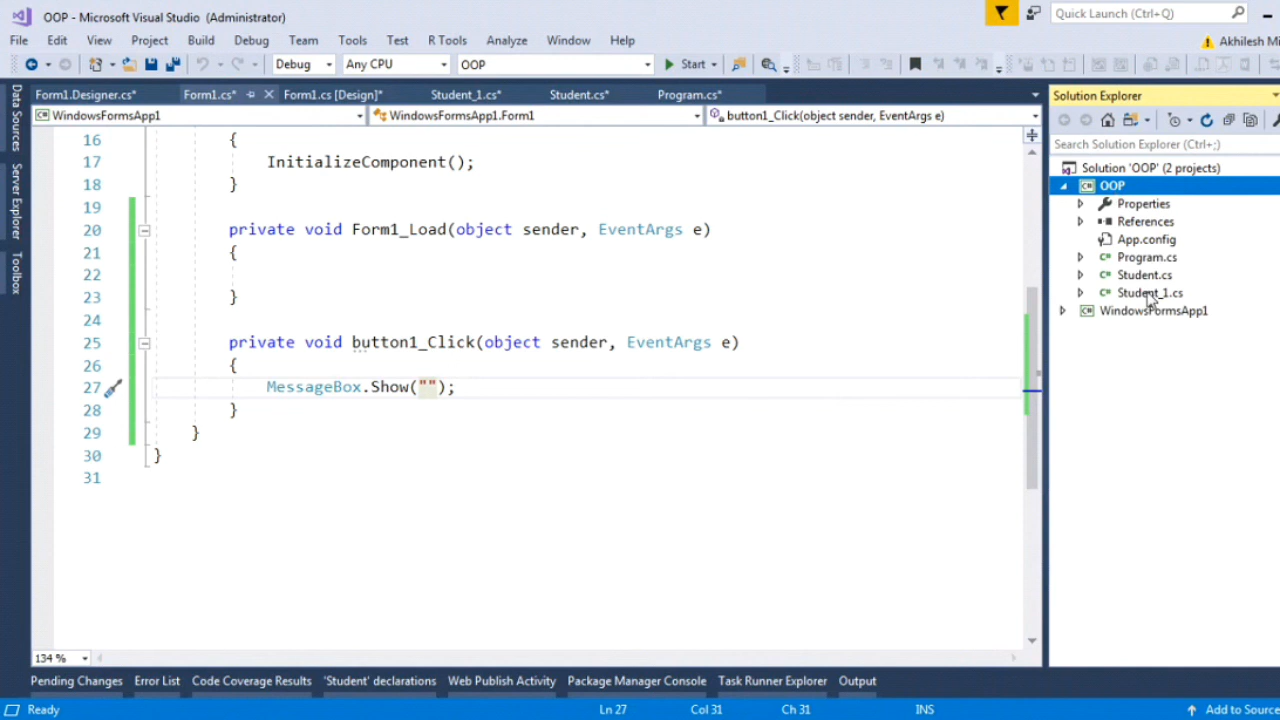 OOP - Microsoft Visual Studio (Administrator)
Quick Launch (Ctrl+Q)
File Edit View Project Build Debug Team Tools Test R Tools Analyze Window Help
Akhilesh Mi
Debug Any CPU OOP Start
Form1.Designer.cs* Form1.cs* Form1.cs [Design]* Student_1.cs* Student.cs* Program.cs*
WindowsFormsApp1 WindowsFormsApp1.Form1 button1_Click(object sender, EventArgs e)
Data Sources
Server Explorer
Toolbox
16 {
17 InitializeComponent();
18 }
19
20 private void Form1_Load(object sender, EventArgs e)
21 {
22
23 }
24
25 private void button1_Click(object sender, EventArgs e)
26 {
27 MessageBox.Show("");
28 }
29 }
30 }
31
134 %
Solution Explorer
Search Solution Explorer (Ctrl+;)
Solution 'OOP' (2 projects)
OOP
Properties
References
App.config
Program.cs
Student.cs
Student_1.cs
WindowsFormsApp1
Pending Changes Error List Code Coverage Results 'Student' declarations Web Publish Activity Package Manager Console Task Runner Explorer Output
Ready Ln 27 Col 31 Ch 31 INS Add to Source